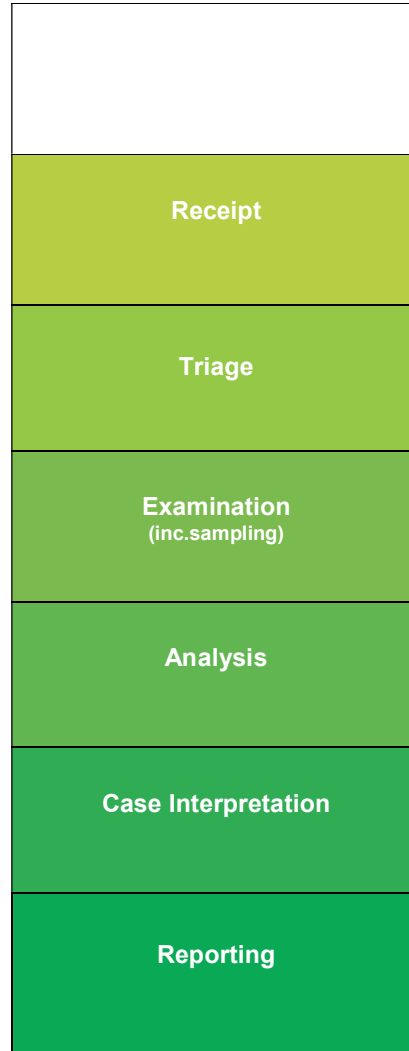 Receipt
Triage
Examination
(inc.sampling)
Analysis
Case Interpretation
Reporting